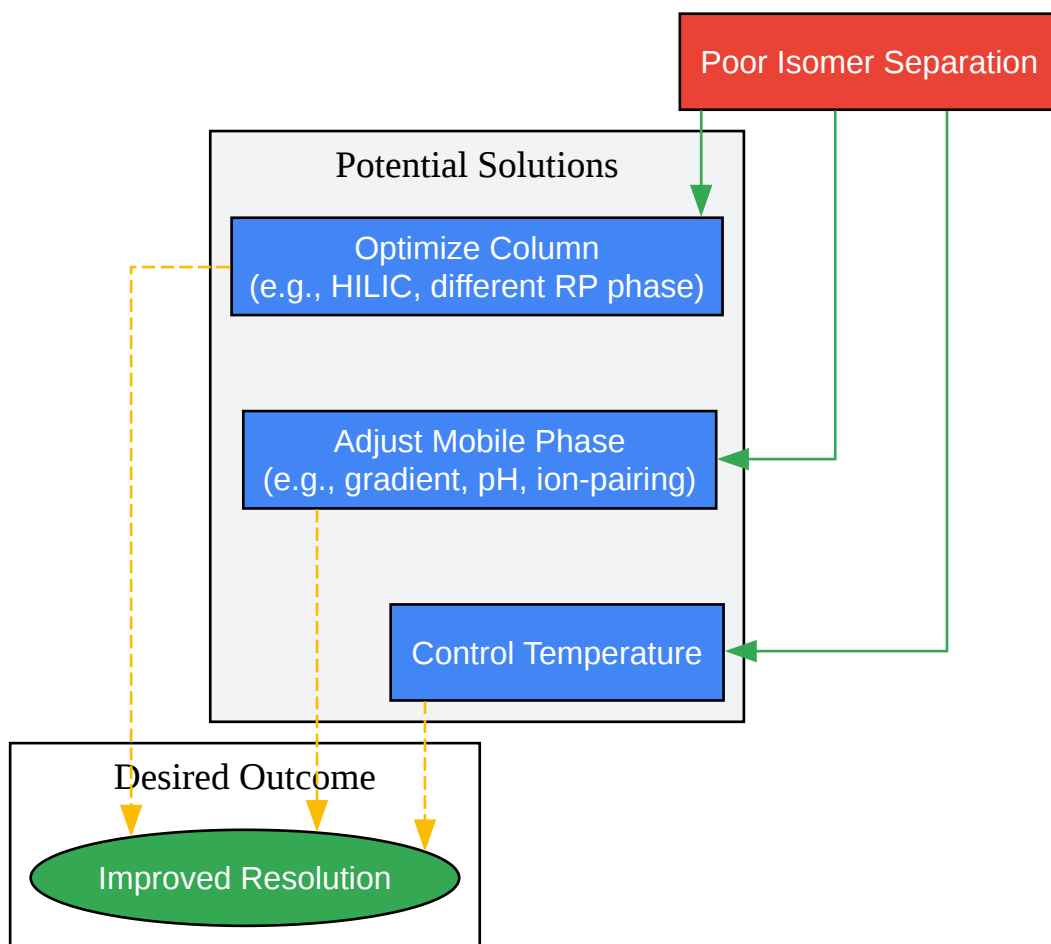 Poor Isomer Separation
Potential Solutions
Optimize Column
(e.g., HILIC, different RP phase)
Adjust Mobile Phase
(e.g., gradient, pH, ion-pairing)
Control Temperature
Desired Outcome
Improved Resolution